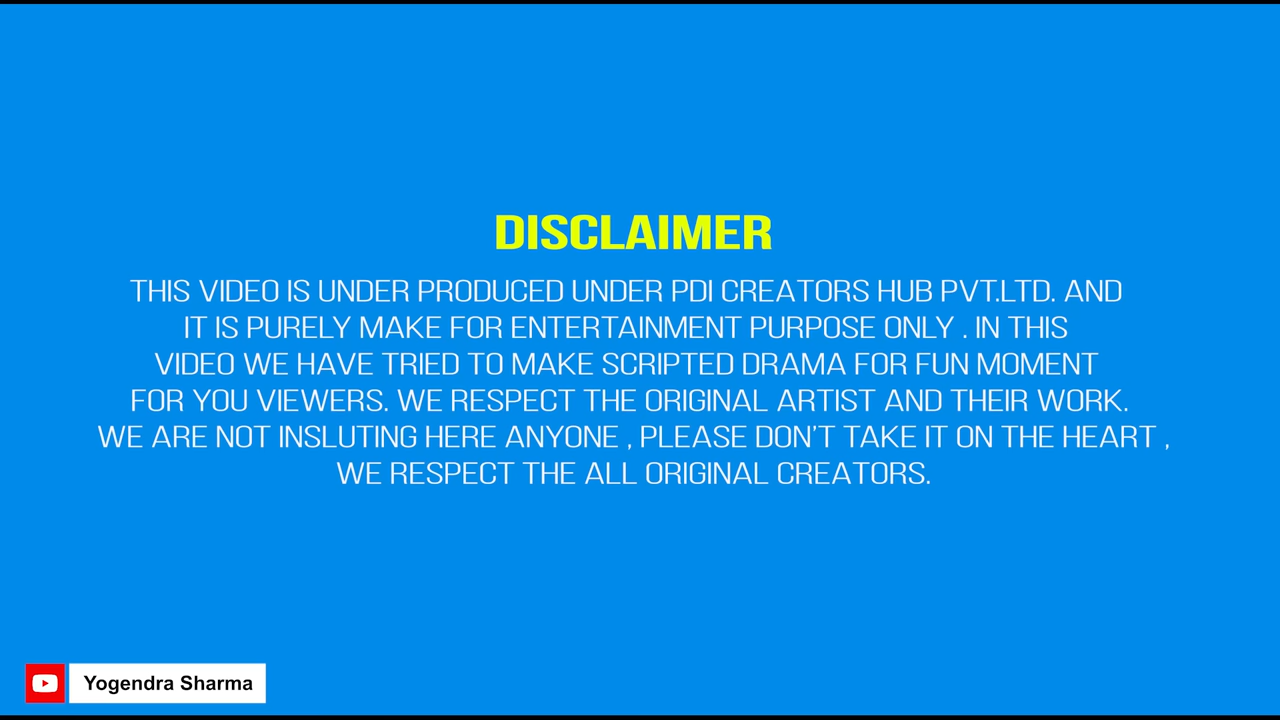 DISCLAIMER
THIS VIDEO IS UNDER PRODUCED UNDER PDI CREATORS HUB PVT.LTD. AND
IT IS PURELY MAKE FOR ENTERTAINMENT PURPOSE ONLY . IN THIS
VIDEO WE HAVE TRIED TO MAKE SCRIPTED DRAMA FOR FUN MOMENT
FOR YOU VIEWERS. WE RESPECT THE ORIGINAL ARTIST AND THEIR WORK.
WE ARE NOT INSLUTING HERE ANYONE , PLEASE DON'T TAKE IT ON THE HEART ,
WE RESPECT THE ALL ORIGINAL CREATORS.
Yogendra Sharma